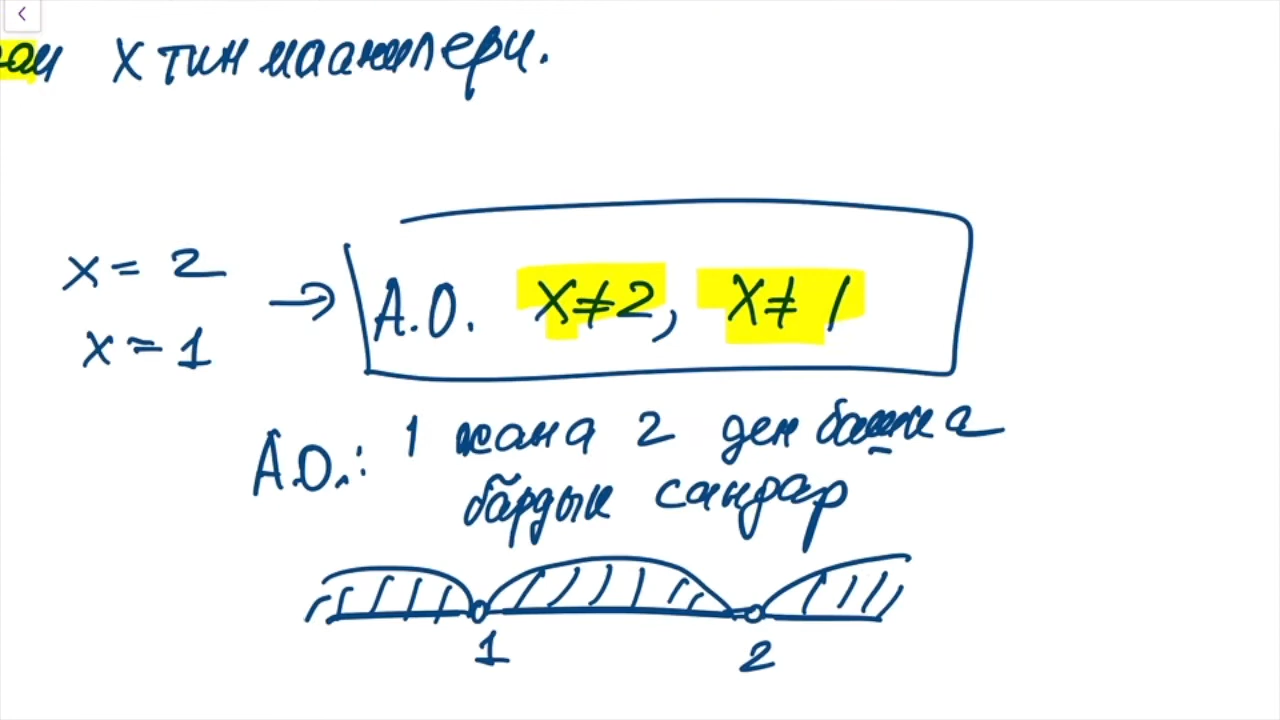 х тин маанилери.
x = 2
x = 1
→ А.О. x≠2, x≠1
А.О.: 1 жана 2 ден башка
бардык сандар
1 2